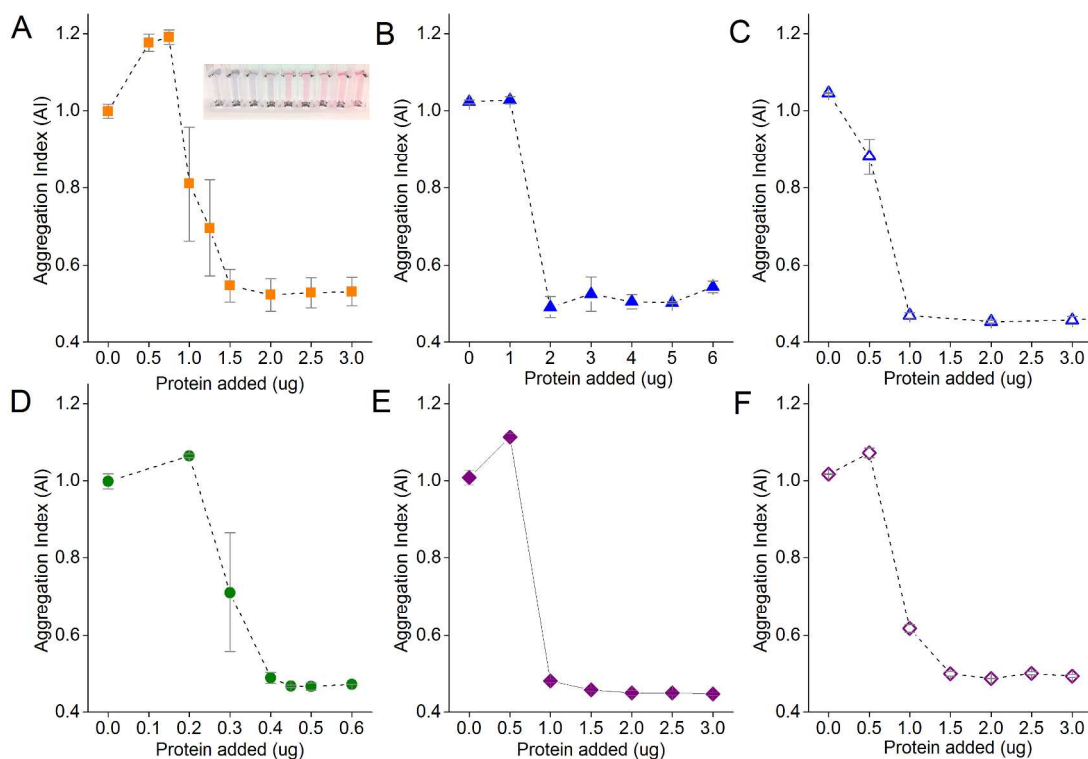 A
1.2
1.0
0.8
0.6
0.4
Aggregation Index (AI)
0.0 0.5 1.0 1.5 2.0 2.5 3.0
Protein added (ug)
B
1.2
1.0
0.8
0.6
0.4
Aggregation Index (AI)
0 1 2 3 4 5 6
Protein added (ug)
C
1.2
1.0
0.8
0.6
0.4
Aggregation Index (AI)
0.0 0.5 1.0 1.5 2.0 2.5 3.0
Protein added (ug)
D
1.2
1.0
0.8
0.6
0.4
Aggregation Index (AI)
0.0 0.1 0.2 0.3 0.4 0.5 0.6
Protein added (ug)
E
1.2
1.0
0.8
0.6
0.4
Aggregation Index (AI)
0.0 0.5 1.0 1.5 2.0 2.5 3.0
Protein added (ug)
F
1.2
1.0
0.8
0.6
0.4
Aggregation Index (AI)
0.0 0.5 1.0 1.5 2.0 2.5 3.0
Protein added (ug)